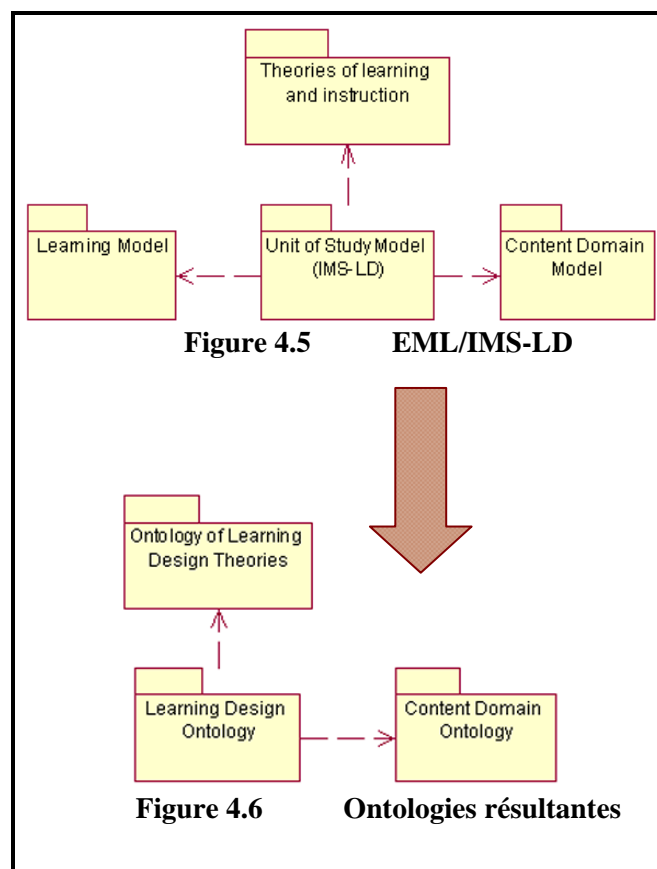 Theories of learning
and instruction
Learning Model
Unit of Study Model
(IMS-LD)
Content Domain
Model
Figure 4.5 EML/IMS-LD
Ontology of Learning
Design Theories
Learning Design
Ontology
Content Domain
Ontology
Figure 4.6 Ontologies résultantes